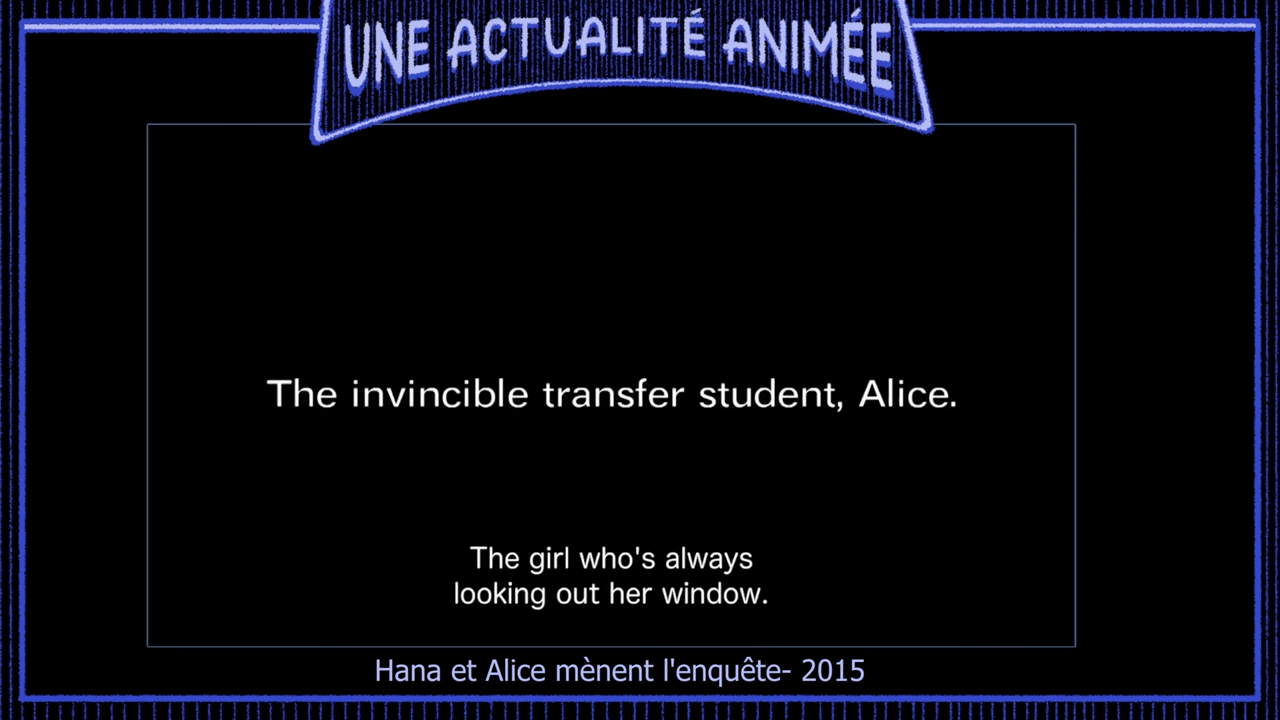 UNE ACTUALITÉ ANIMÉE
The invincible transfer student, Alice.
The girl who's always
looking out her window.
Hana et Alice mènent l'enquête- 2015